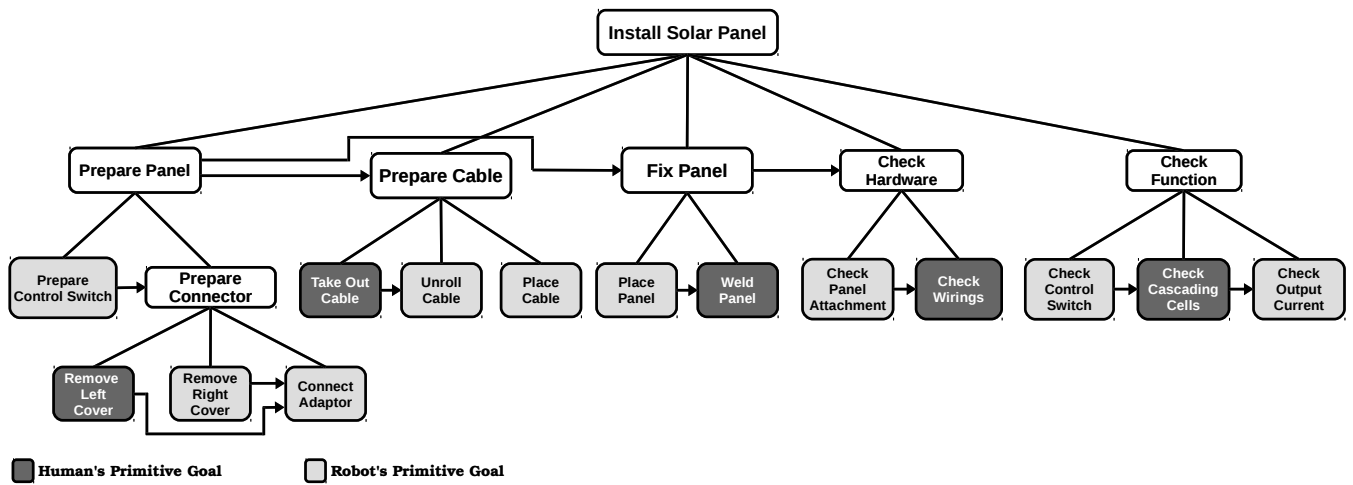 Install Solar Panel
Prepare Panel
Prepare Cable
Fix Panel
Check
Hardware
Check
Function
Prepare
Control Switch
Prepare
Connector
Take Out
Cable
Unroll
Cable
Place
Cable
Place
Panel
Weld
Panel
Check
Panel
Attachment
Check
Wirings
Check
Control
Switch
Check
Cascading
Cells
Check
Output
Current
Remove
Left
Cover
Remove
Right
Cover
Connect
Adaptor
Human's Primitive Goal
Robot's Primitive Goal